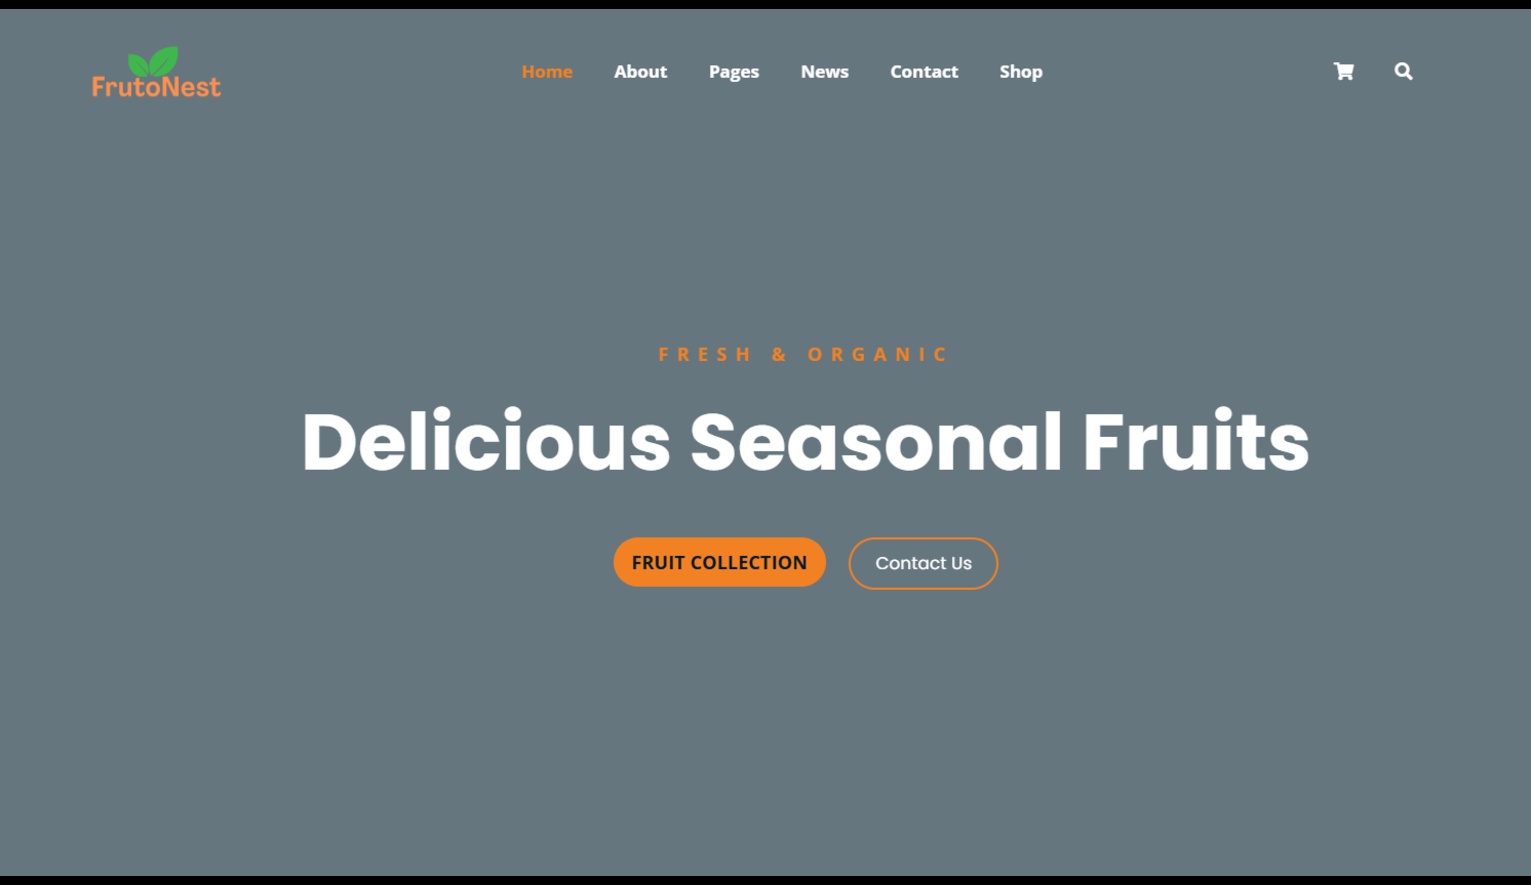 FrutoNest
Home About Pages News Contact Shop
FRESH & ORGANIC
Delicious Seasonal Fruits
FRUIT COLLECTION
Contact Us